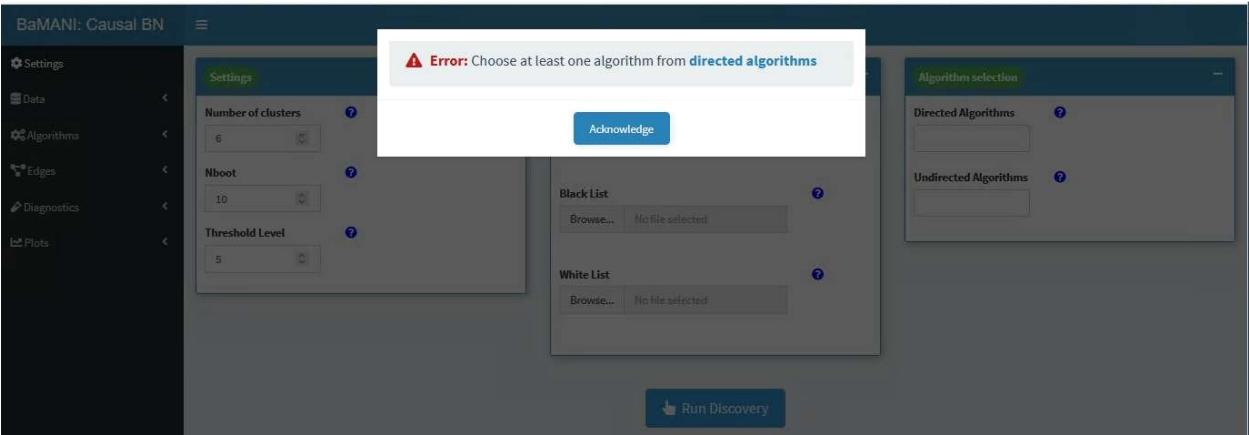 BaMANI: Causal BN
Error: Choose at least one algorithm from directed algorithms
Acknowledge
Settings
Data
Algorithms
Edges
Diagnostics
Plots
Settings
Number of clusters
6
Nboot
10
Threshold Level
5
Black List
Browse... No file selected
White List
Browse... No file selected
Algorithm selection
Directed Algorithms
Undirected Algorithms
Run Discovery